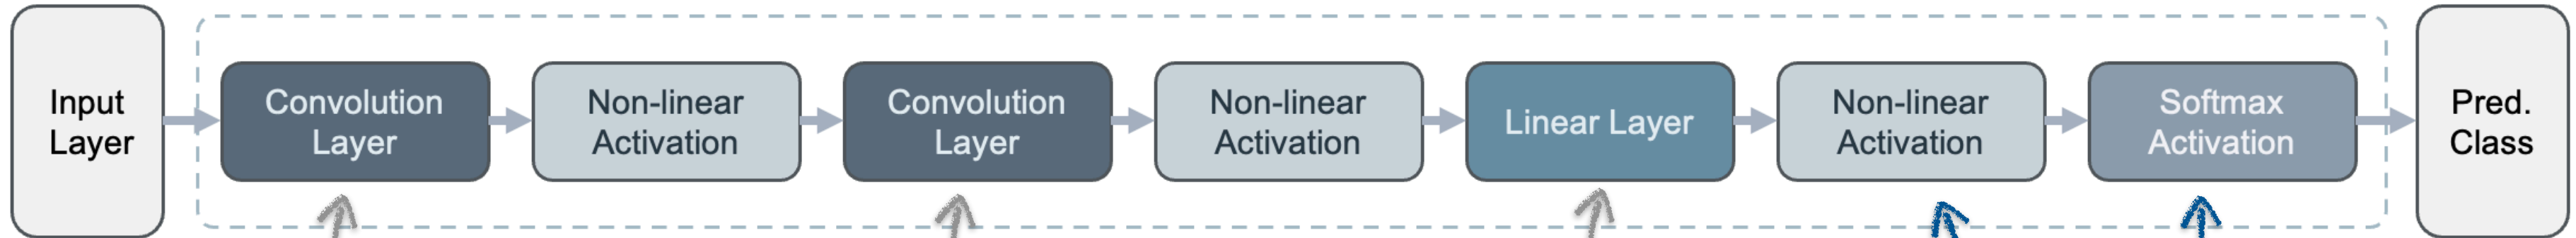 Input
Layer
Convolution
Layer
Non-linear
Activation
Convolution
Layer
Non-linear
Activation
Linear Layer
Non-linear
Activation
Softmax
Activation
Pred.
Class